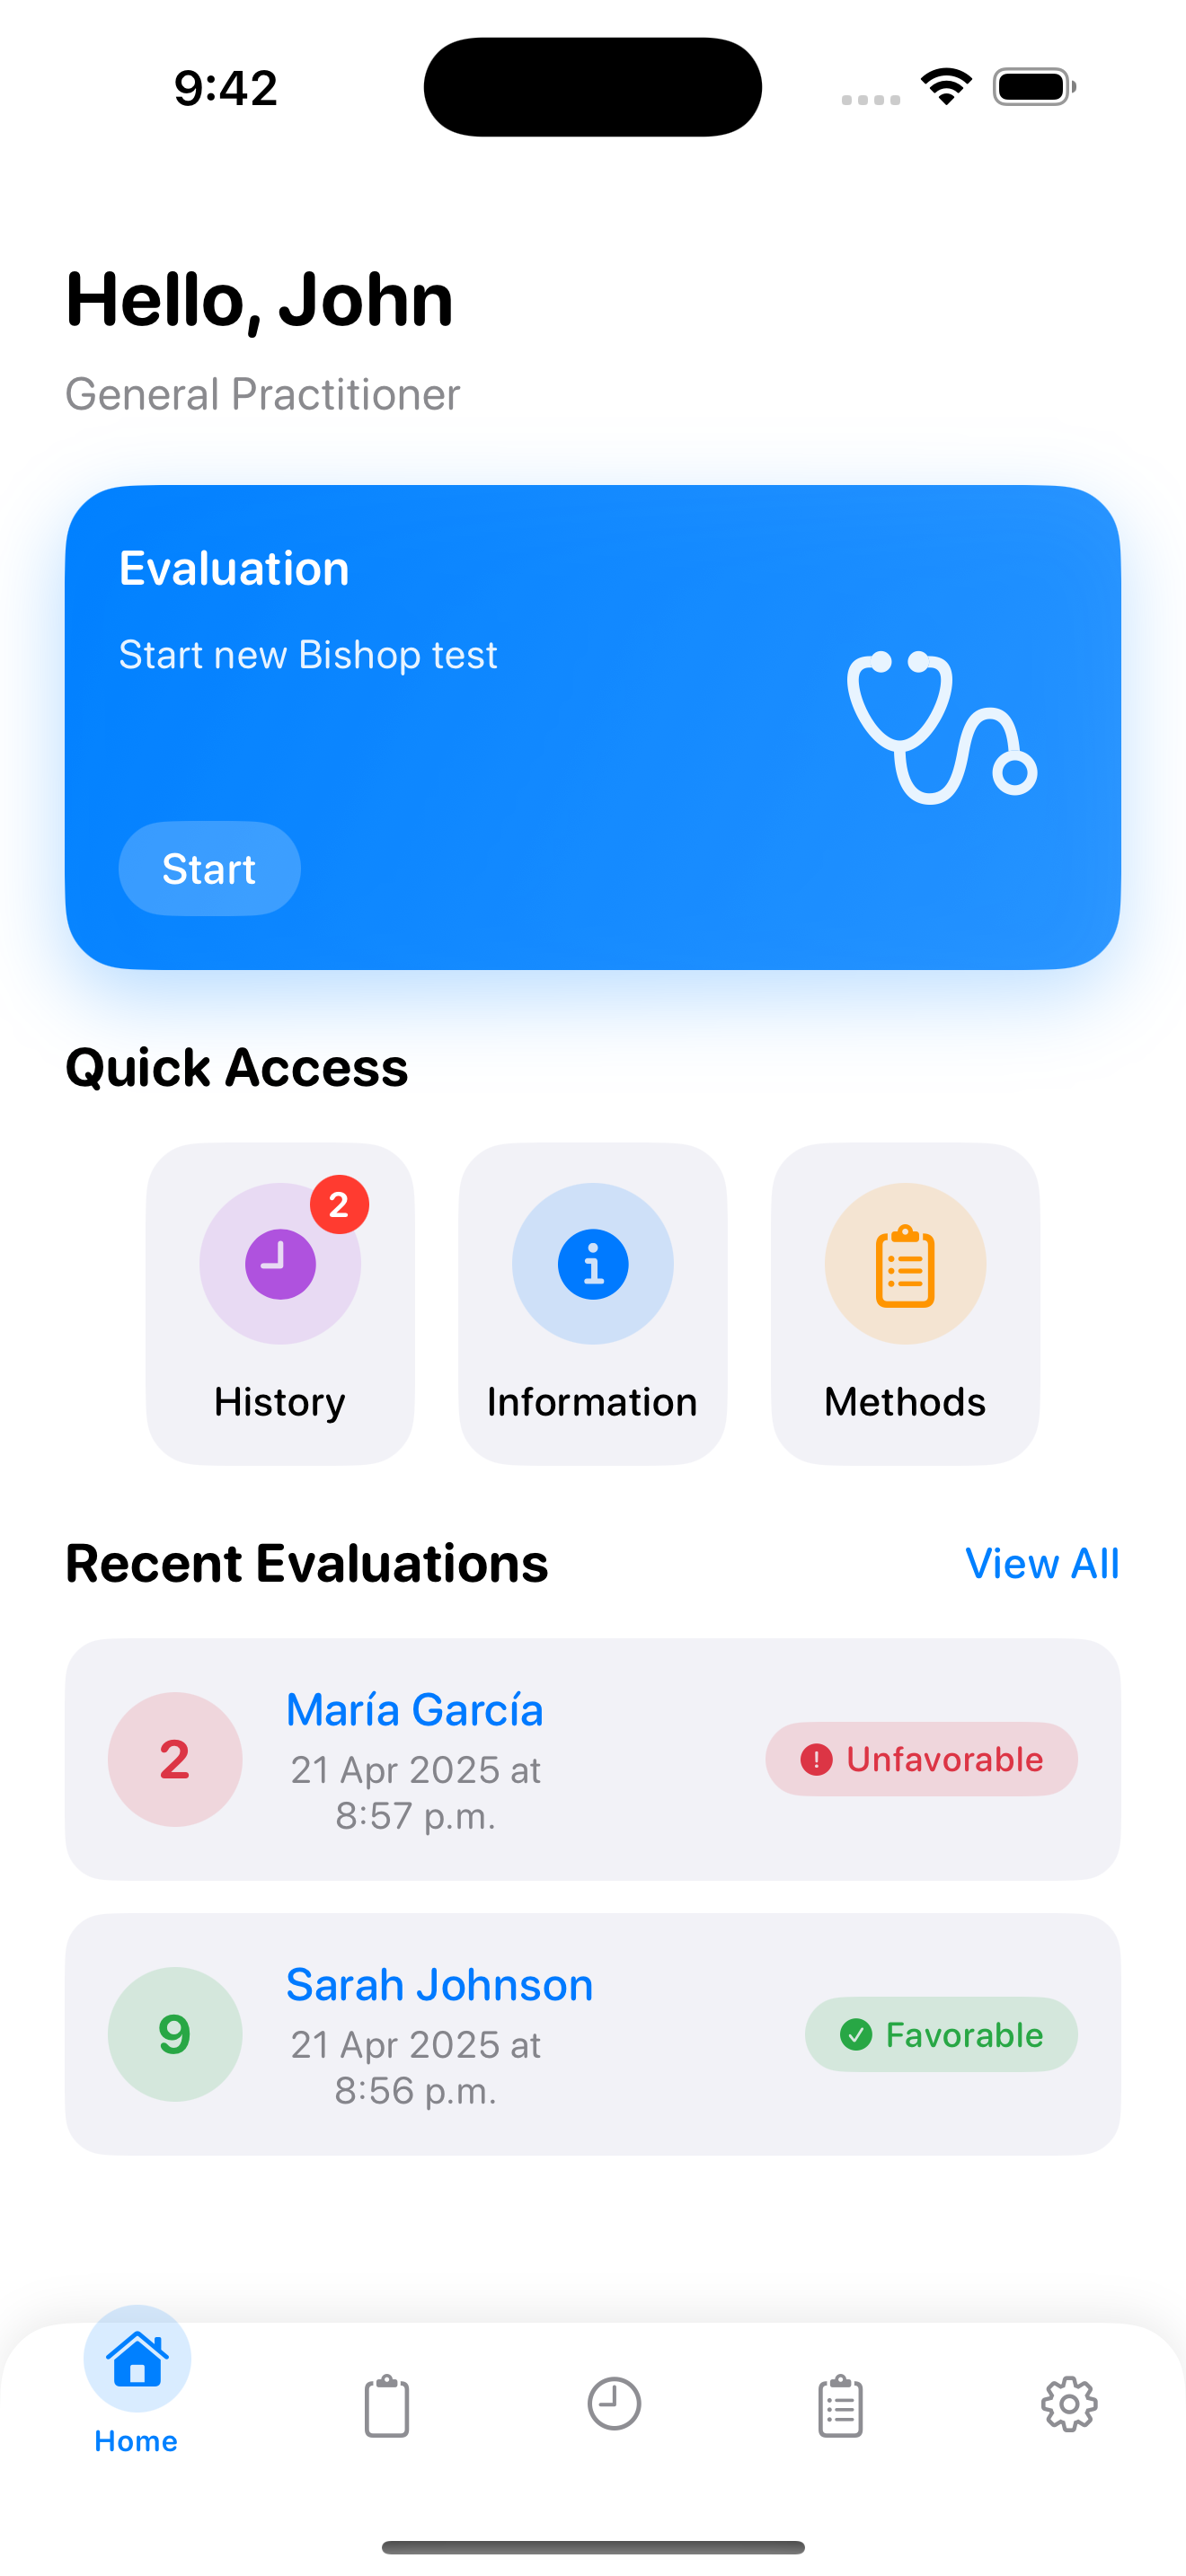 9:42
Hello, John
General Practitioner
Evaluation
Start new Bishop test
Start
Quick Access
2
History
Information
Methods
Recent Evaluations
View All
2
María García
21 Apr 2025 at
8:57 p.m.
Unfavorable
9
Sarah Johnson
21 Apr 2025 at
8:56 p.m.
Favorable
Home